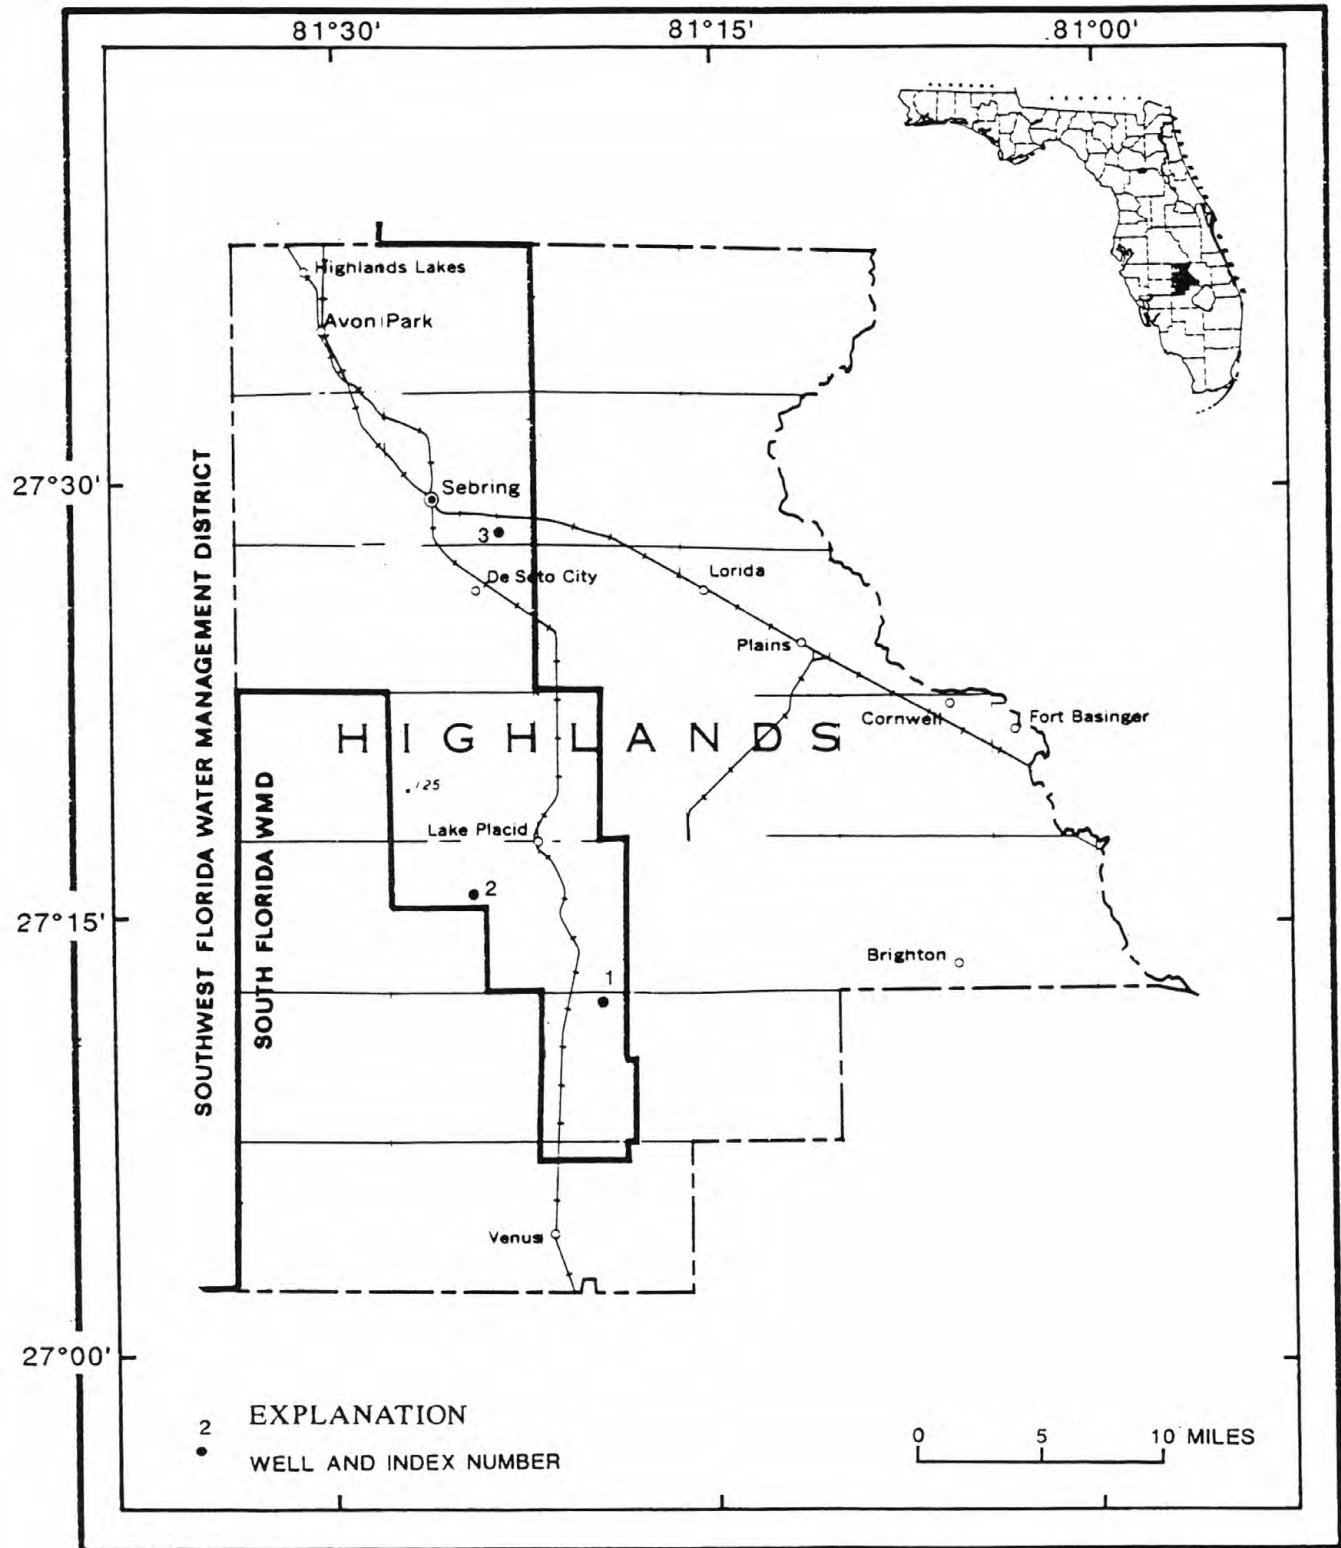 81°30' 81°15' 81°00'
Highlands Lakes
Avon Park
27°30'
Sebring
3
De Soto City
Lorida
Plains
Cornwell
Fort Basinger
HIGHLANDS
.125
Lake Placid
2
27°15'
Brighton
1
SOUTHWEST FLORIDA WATER MANAGEMENT DISTRICT
SOUTH FLORIDA WMD
Venus
27°00'
EXPLANATION
2
WELL AND INDEX NUMBER
0 5 10 MILES